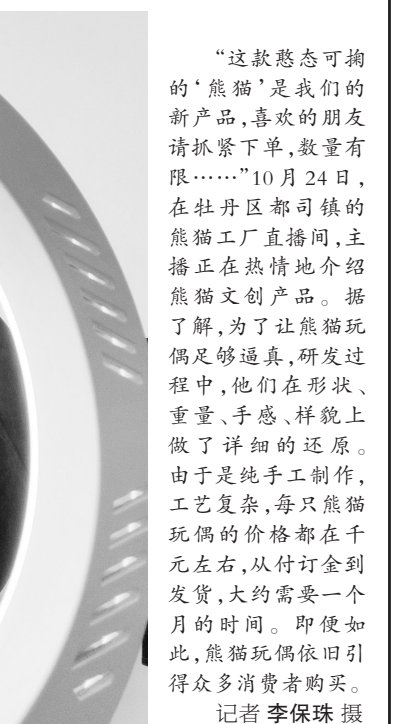 “这款憨态可掬
的‘熊猫’是我们的
新产品,喜欢的朋友
请抓紧下单,数量有
限……”10月24日,
在牡丹区都司镇的
熊猫工厂直播间,主
播正在热情地介绍
熊猫文创产品。据
了解,为了让熊猫玩
偶足够逼真,研发过
程中,他们在形状、
重量、手感、样貌上
做了详细的还原。
由于是纯手工制作,
工艺复杂,每只熊猫
玩偶的价格都在千
元左右,从付订金到
发货,大约需要一个
月的时间。即便如
此,熊猫玩偶依旧引
得众多消费者购买。
记者 李保珠 摄